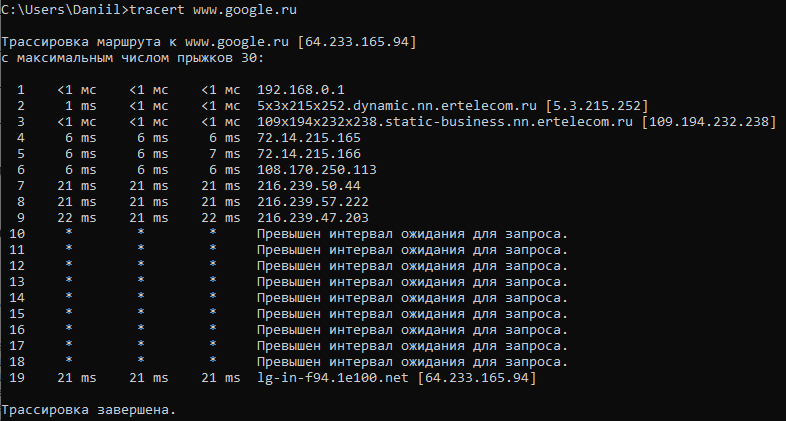 C:\Users\Daniil>tracert www.google.ru
Трассировка маршрута к www.google.ru [64.233.165.94]
с максимальным числом прыжков 30:
1 <1 мс <1 мс <1 мс 192.168.0.1
2 1 ms <1 мс <1 мс 5x3x215x252.dynamic.nn.ertelecom.ru [5.3.215.252]
3 <1 мс <1 мс <1 мс 109x194x232x238.static-business.nn.ertelecom.ru [109.194.232.238]
4 6 ms 6 ms 6 ms 72.14.215.165
5 6 ms 6 ms 7 ms 72.14.215.166
6 6 ms 6 ms 6 ms 108.170.250.113
7 21 ms 21 ms 21 ms 216.239.50.44
8 21 ms 21 ms 21 ms 216.239.57.222
9 22 ms 21 ms 22 ms 216.239.47.203
10 * * * Превышен интервал ожидания для запроса.
11 * * * Превышен интервал ожидания для запроса.
12 * * * Превышен интервал ожидания для запроса.
13 * * * Превышен интервал ожидания для запроса.
14 * * * Превышен интервал ожидания для запроса.
15 * * * Превышен интервал ожидания для запроса.
16 * * * Превышен интервал ожидания для запроса.
17 * * * Превышен интервал ожидания для запроса.
18 * * * Превышен интервал ожидания для запроса.
19 21 ms 21 ms 21 ms lg-in-f94.1e100.net [64.233.165.94]
Трассировка завершена.